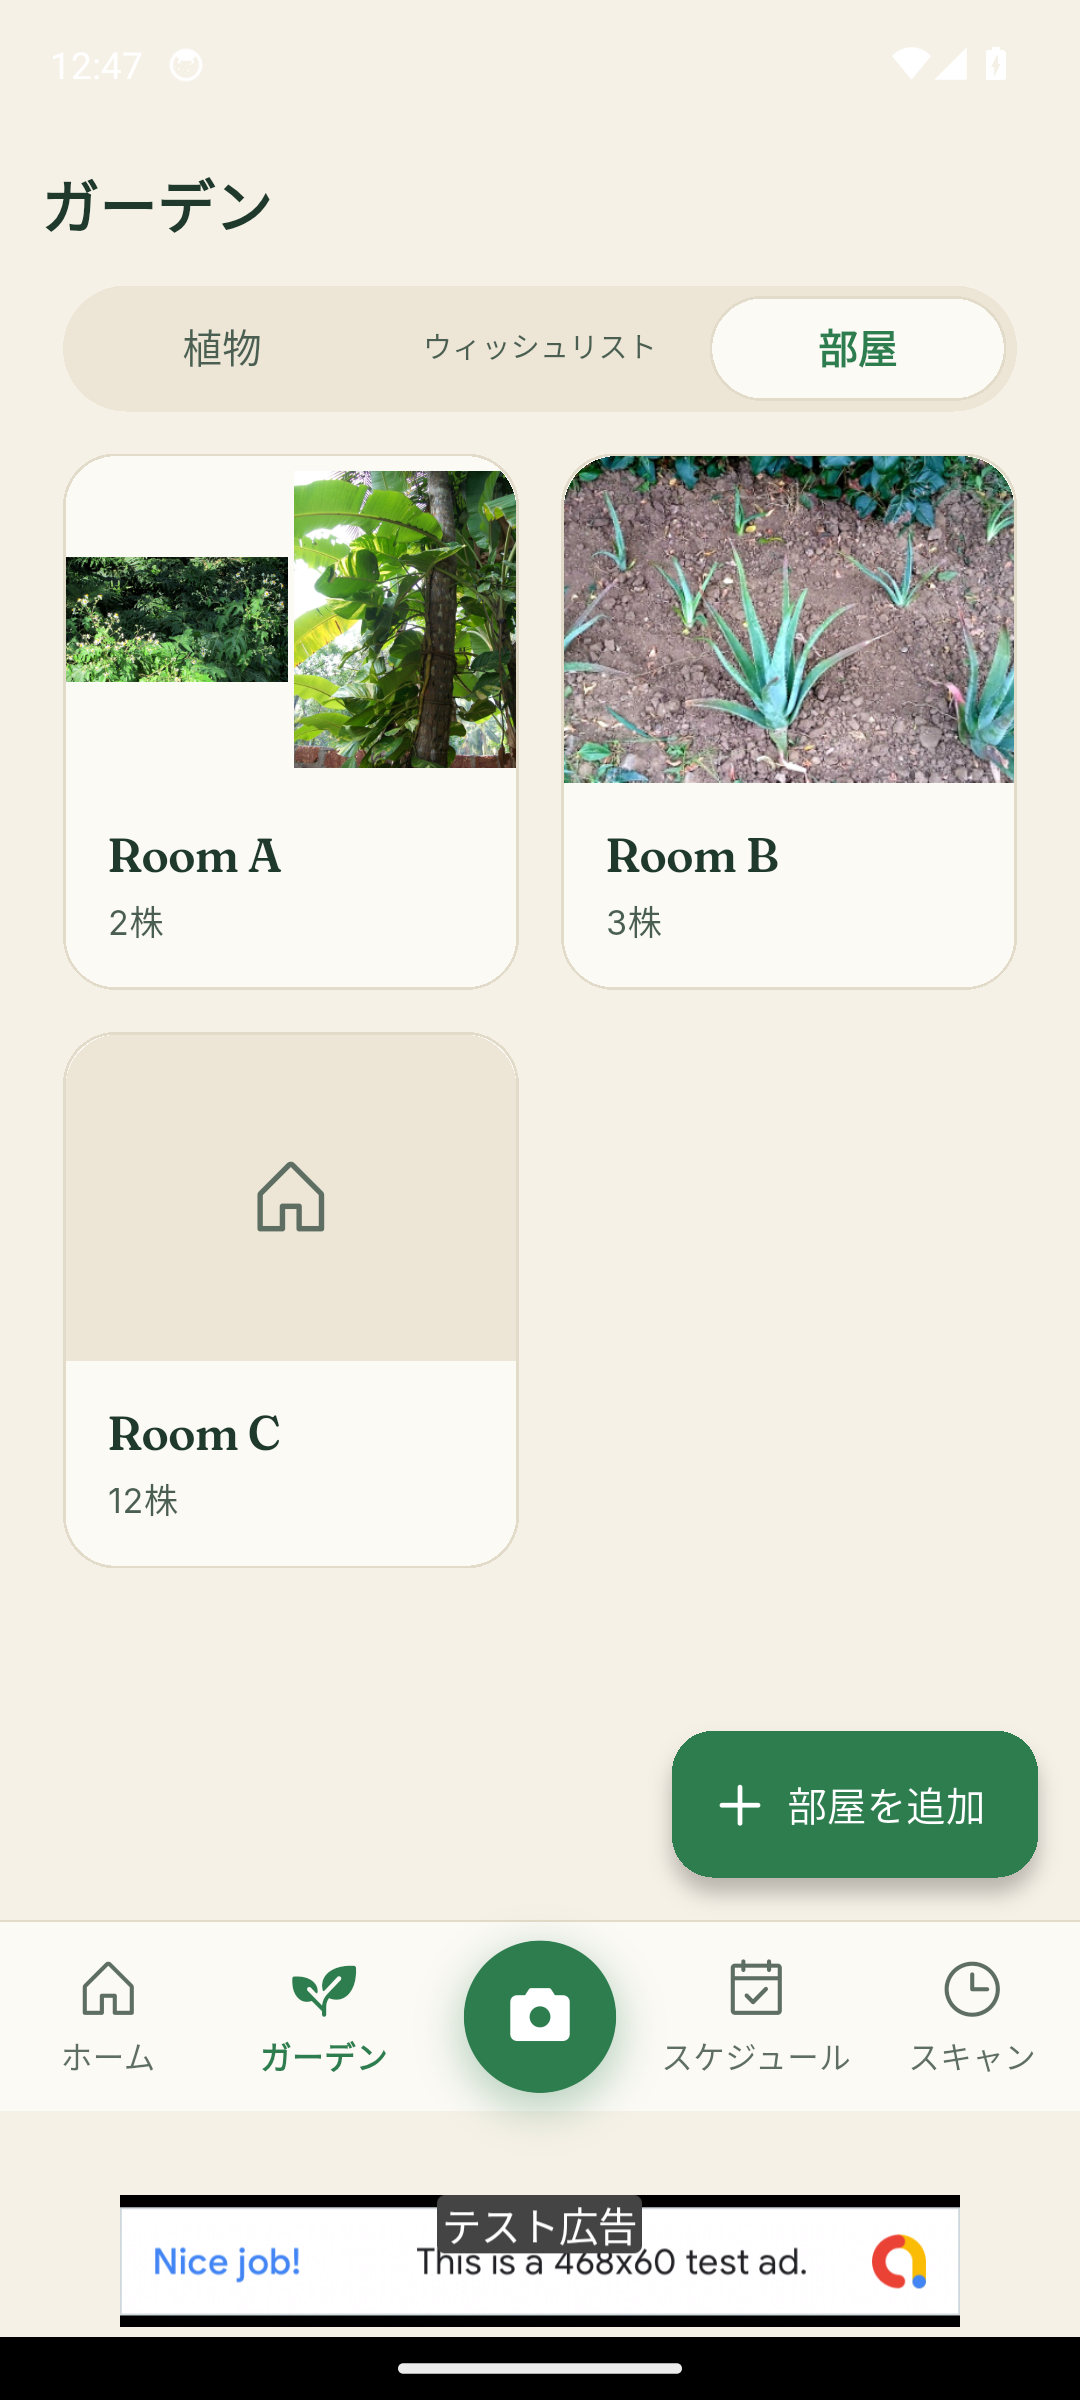 12:47
ガーデン
植物
ウィッシュリスト
部屋
Room A
2株
Room B
3株
Room C
12株
部屋を追加
ホーム
ガーデン
スケジュール
スキャン
テスト広告
Nice job!
This is a 468x60 test ad.